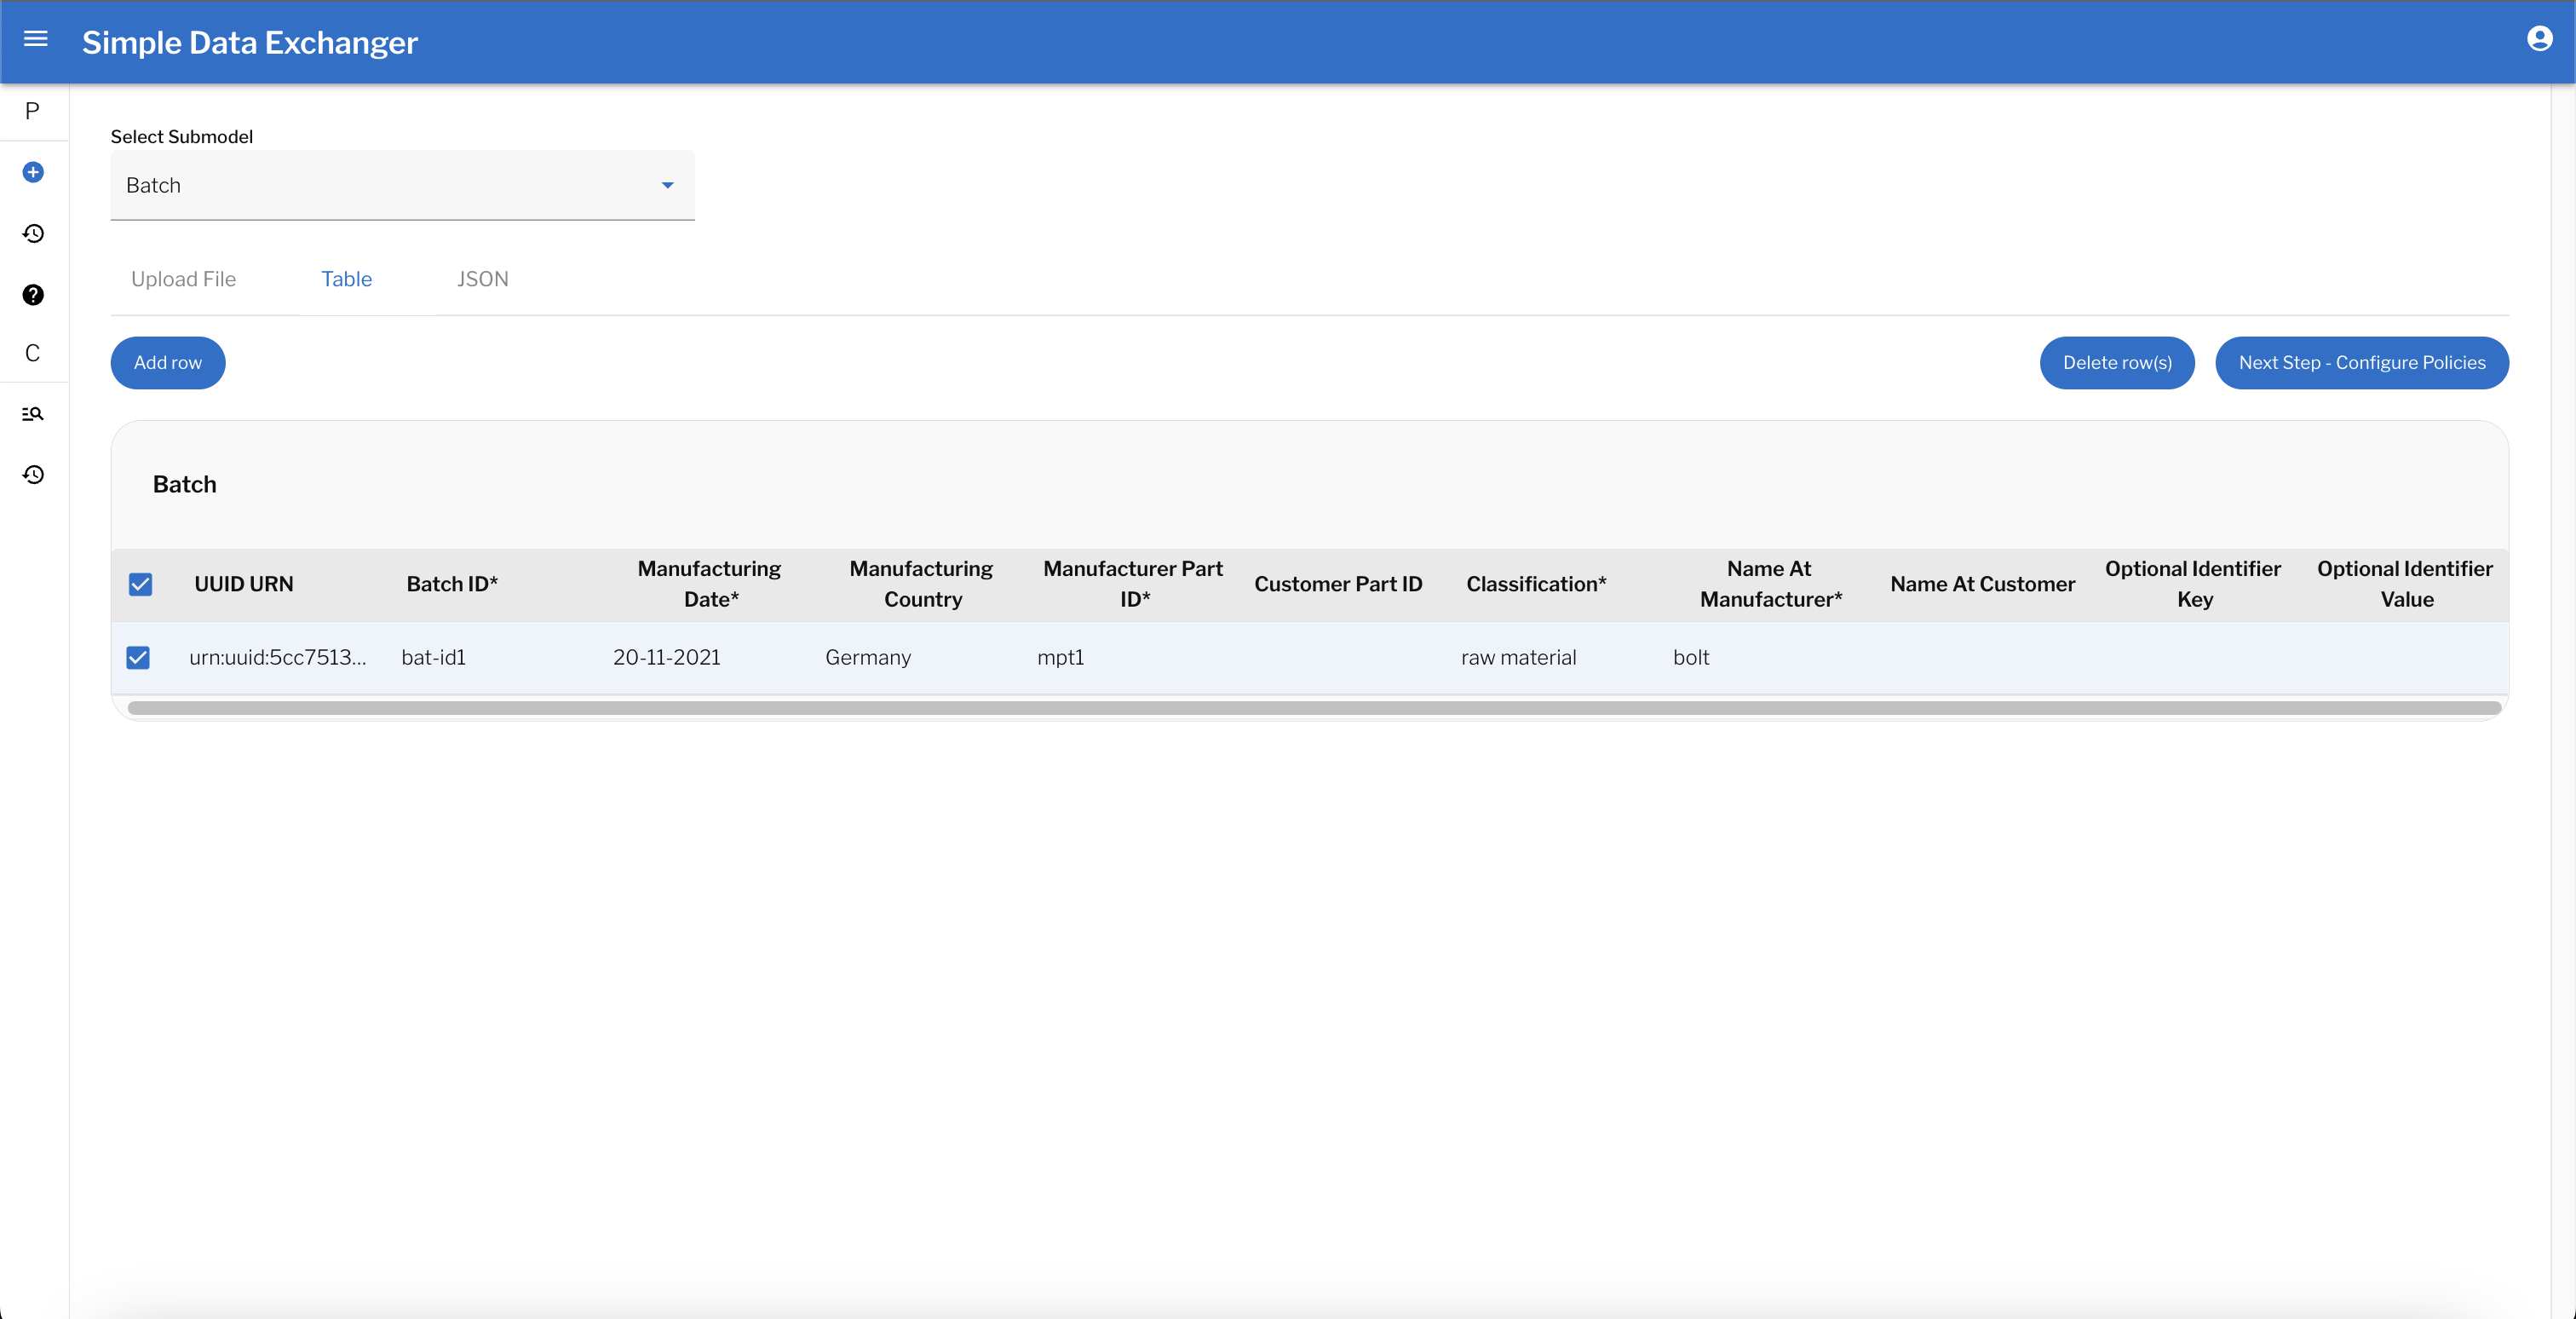 Simple Data Exchanger
P
Select Submodel
Batch
Upload File Table JSON
C
Add row Delete row(s) Next Step - Configure Policies
Batch
UUID URN Batch ID* Manufacturing Date* Manufacturing Country Manufacturer Part ID* Customer Part ID Classification* Name At Manufacturer* Name At Customer Optional Identifier Key Optional Identifier Value
urn:uuid:5cc7513... bat-id1 20-11-2021 Germany mpt1 raw material bolt